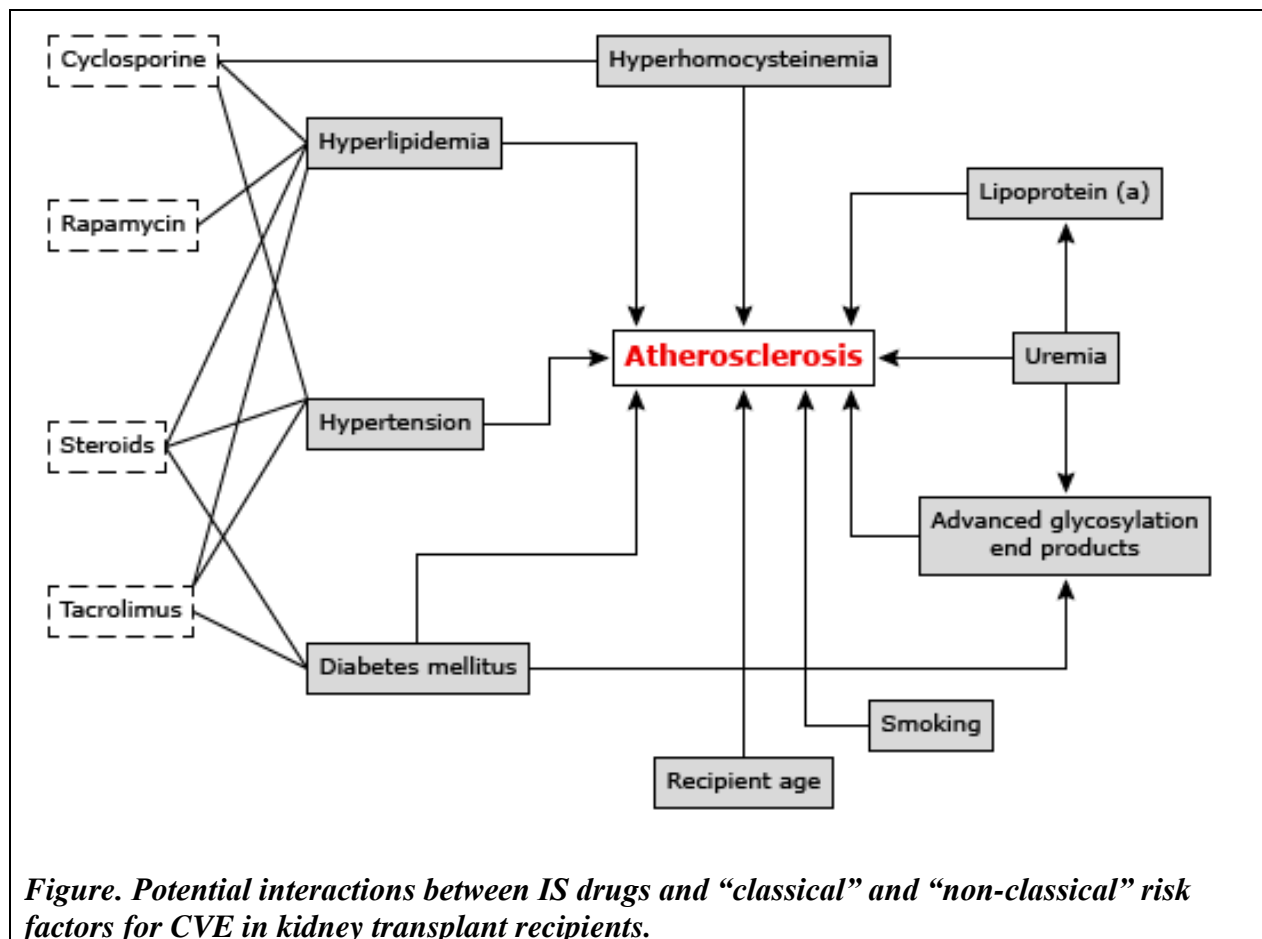 Cyclosporine
Hyperhomocysteinemia
Hyperlipidemia
Lipoprotein (a)
Rapamycin
Atherosclerosis
Uremia
Hypertension
Steroids
Advanced glycosylation
end products
Tacrolimus
Diabetes mellitus
Smoking
Recipient age
Figure. Potential interactions between IS drugs and “classical” and “non-classical” risk
factors for CVE in kidney transplant recipients.